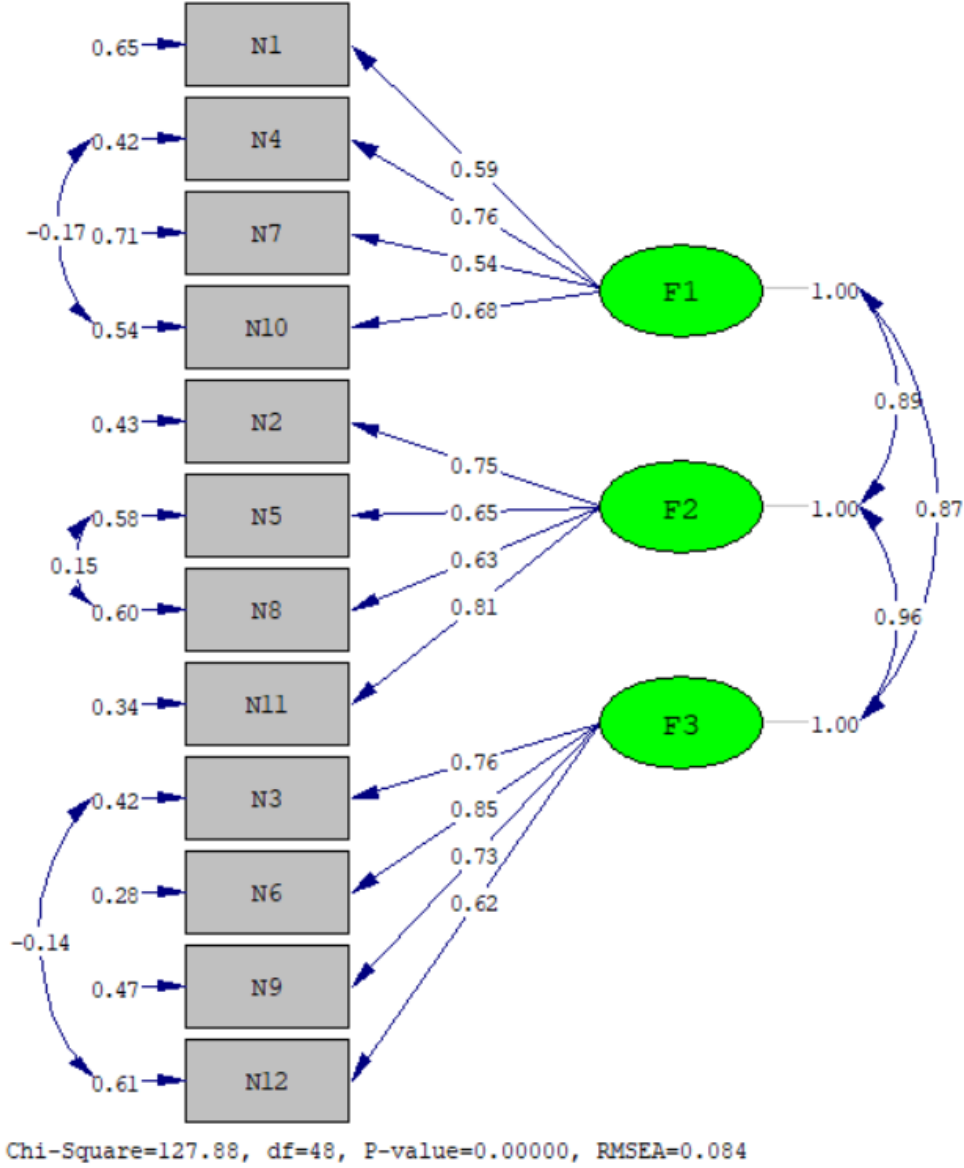 0.65 N1
0.59
0.42 N4
0.76
-0.17 0.71 N7
0.54
F1 1.00
0.68
0.54 N10
0.89
0.43 N2
0.75
0.58 N5
0.65
F2 1.00 0.87
0.15
0.63
0.60 N8
0.81
0.96
0.34 N11
F3 1.00
0.76
0.42 N3
0.85
0.73
0.28 N6
0.62
-0.14
0.47 N9
0.61 N12
Chi-Square=127.88, df=48, P-value=0.00000, RMSEA=0.084